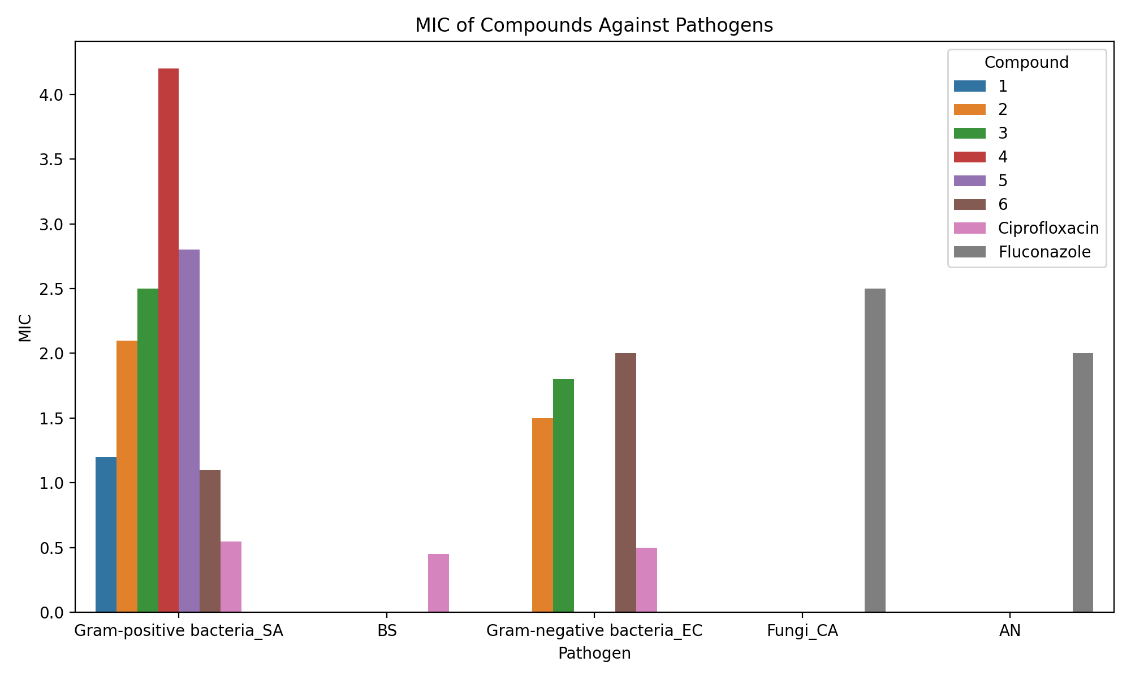 MIC of Compounds Against Pathogens
Compound
1
2
3
4
5
6
Ciprofloxacin
Fluconazole
MIC
4.0
3.5
3.0
2.5
2.0
1.5
1.0
0.5
0.0
Gram-positive bacteria_SA
BS
Gram-negative bacteria_EC
Fungi_CA
AN
Pathogen